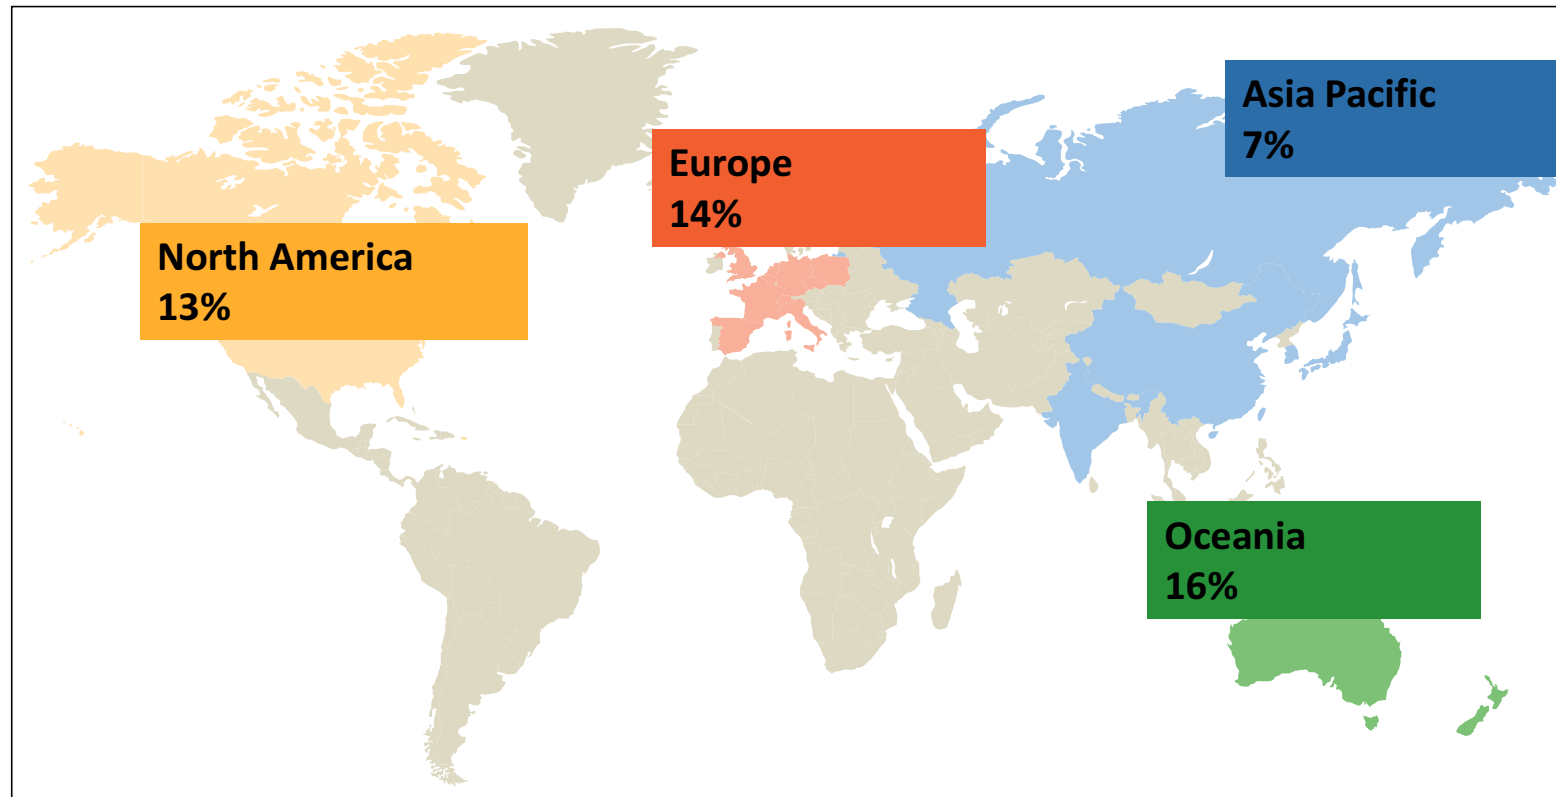 Asia Pacific
7%
Europe
14%
North America
13%
Oceania
16%